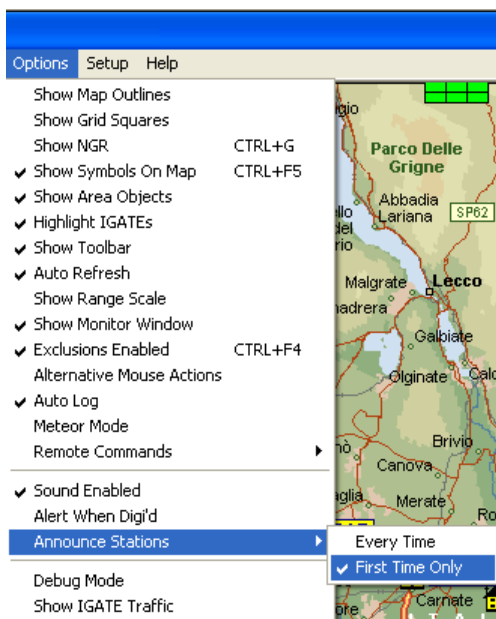 Options Setup Help
Show Map Outlines
Show Grid Squares
Show NGR CTRL+G
Show Symbols On Map CTRL+F5
Show Area Objects
Highlight IGATEs
Show Toolbar
Auto Refresh
Show Range Scale
Show Monitor Window
Exclusions Enabled CTRL+F4
Alternative Mouse Actions
Auto Log
Meteor Mode
Remote Commands
Sound Enabled
Alert When Digi'd
Announce Stations
Every Time
First Time Only
Debug Mode
Show IGATE Traffic
Parco Delle
Grigne
Abbadia
Lariana
SP62
Malgrate
Lecco
Galbiate
Olginate
Brivio
Canova
Merate
Carnate